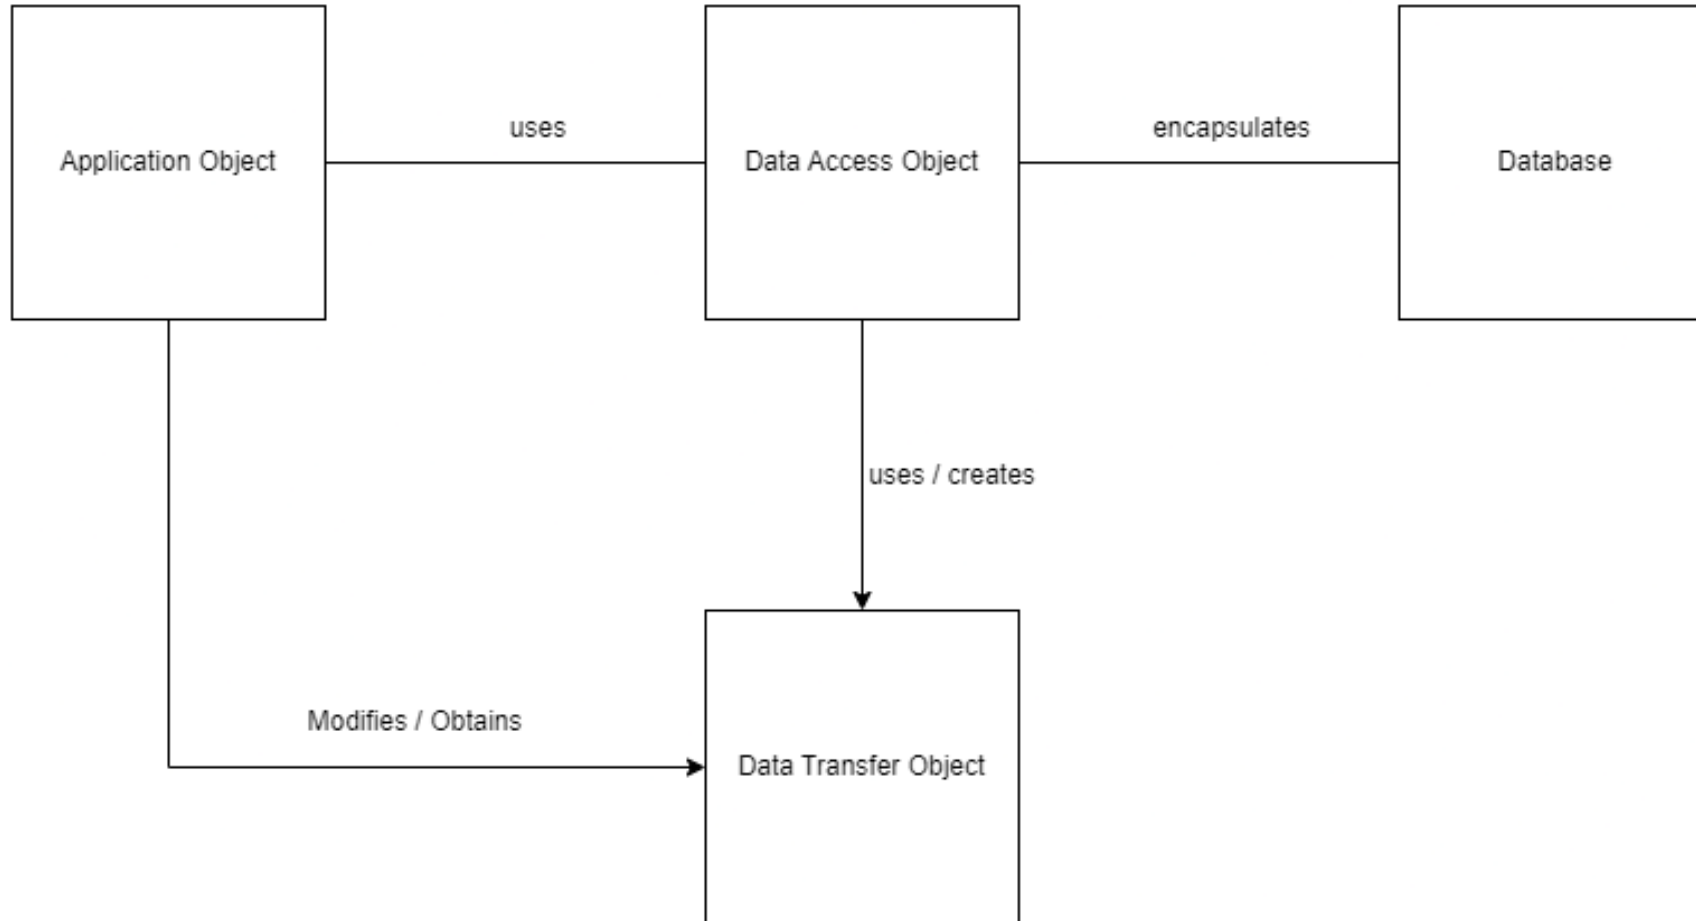 uses
encapsulates
Application Object
Data Access Object
Database
uses / creates
Modifies / Obtains
Data Transfer Object